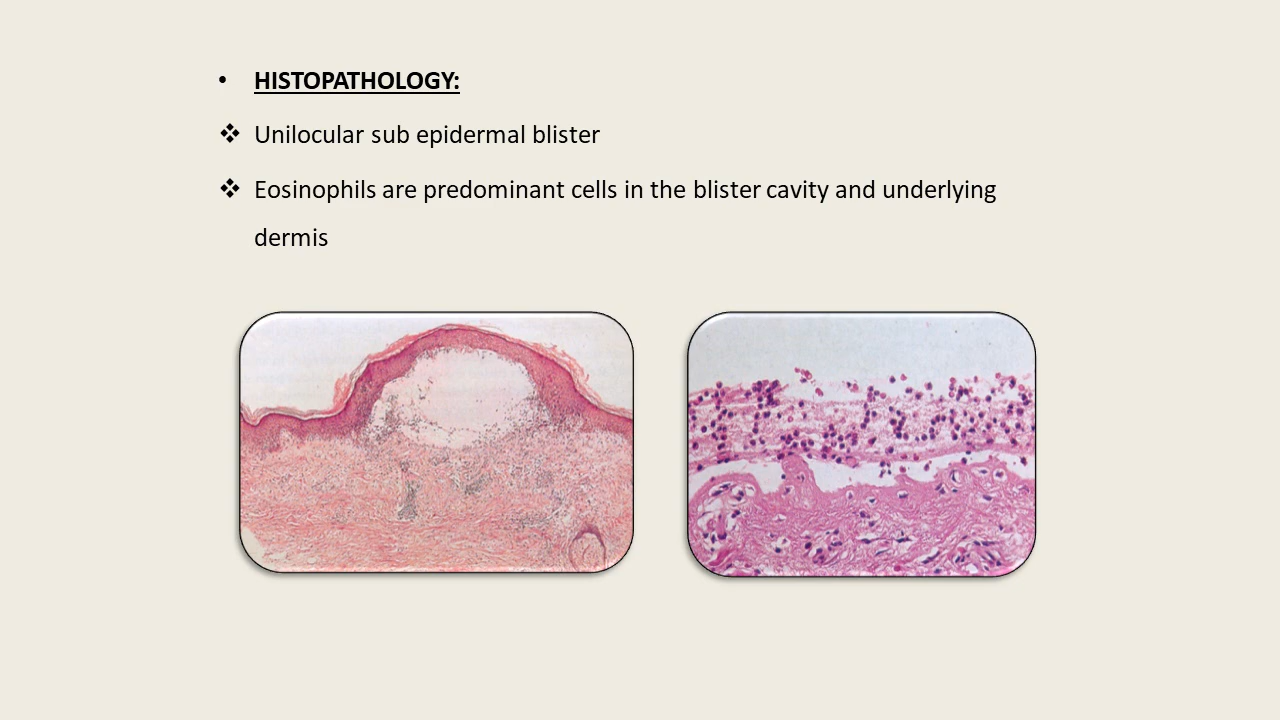 • HISTOPATHOLOGY:
❖ Unilocular sub epidermal blister
❖ Eosinophils are predominant cells in the blister cavity and underlying
dermis